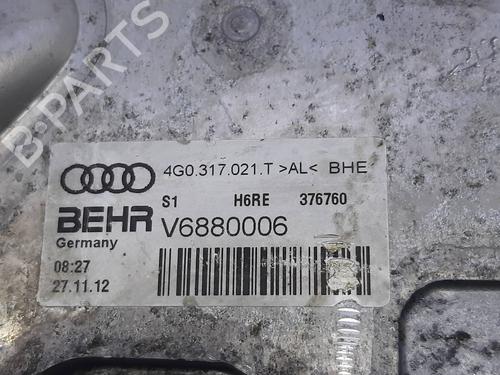 B-PARTS
4G0.317.021.T >AL< BHE
S1 H6RE 376760
BEHR V6880006
Germany
08:27
27.11.12